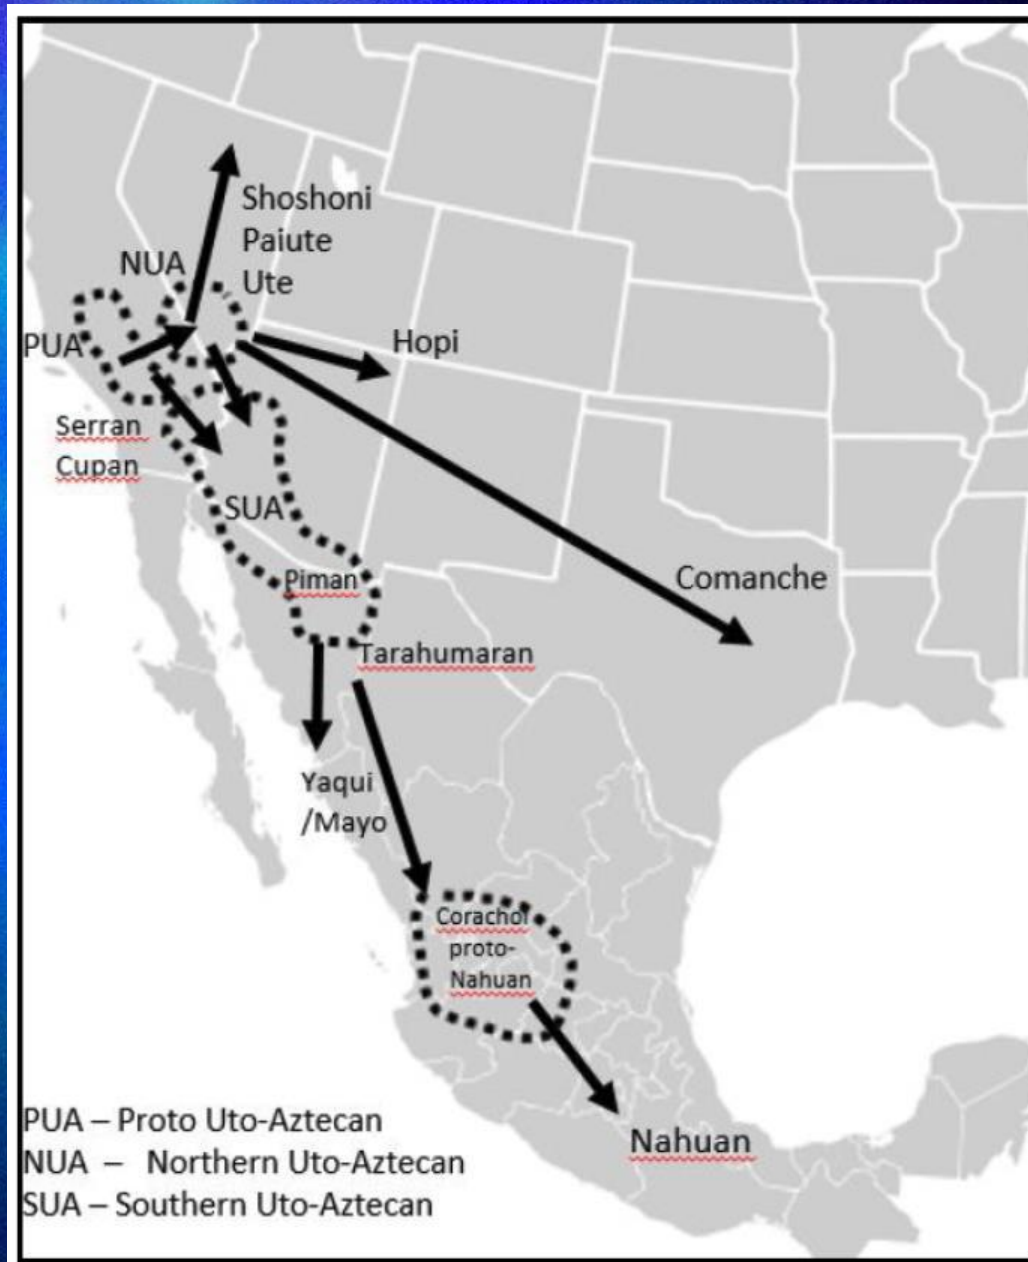 Shoshoni
Paiute
Ute
NUA
PUA
Hopi
Serran
Cupan
SUA
Piman
Comanche
Tarahumaran
Yaqui
/Mayo
Corachol
proto-
Nahuan
Nahuan
PUA – Proto Uto-Aztecan
NUA – Northern Uto-Aztecan
SUA – Southern Uto-Aztecan